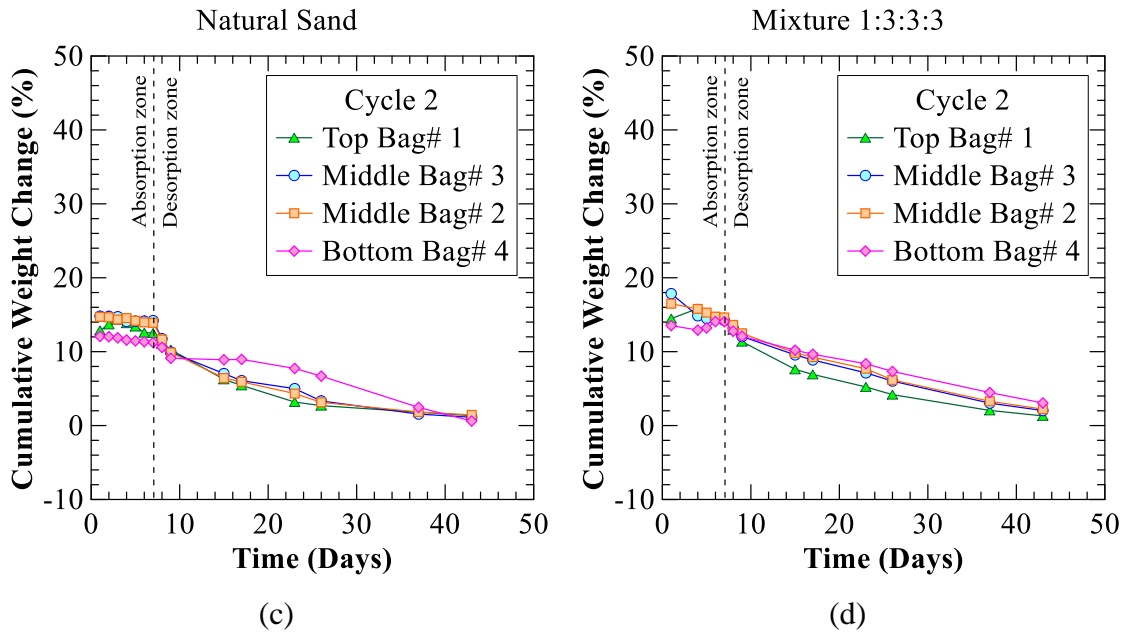 Natural Sand
Cumulative Weight Change (%)
50
40
30
20
10
0
-10
Absorption zone
Desorption zone
Cycle 2
Top Bag# 1
Middle Bag# 3
Middle Bag# 2
Bottom Bag# 4
0 10 20 30 40 50
Time (Days)
(c)
Mixture 1:3:3:3
Cumulative Weight Change (%)
50
40
30
20
10
0
-10
Absorption zone
Desorption zone
Cycle 2
Top Bag# 1
Middle Bag# 3
Middle Bag# 2
Bottom Bag# 4
0 10 20 30 40 50
Time (Days)
(d)